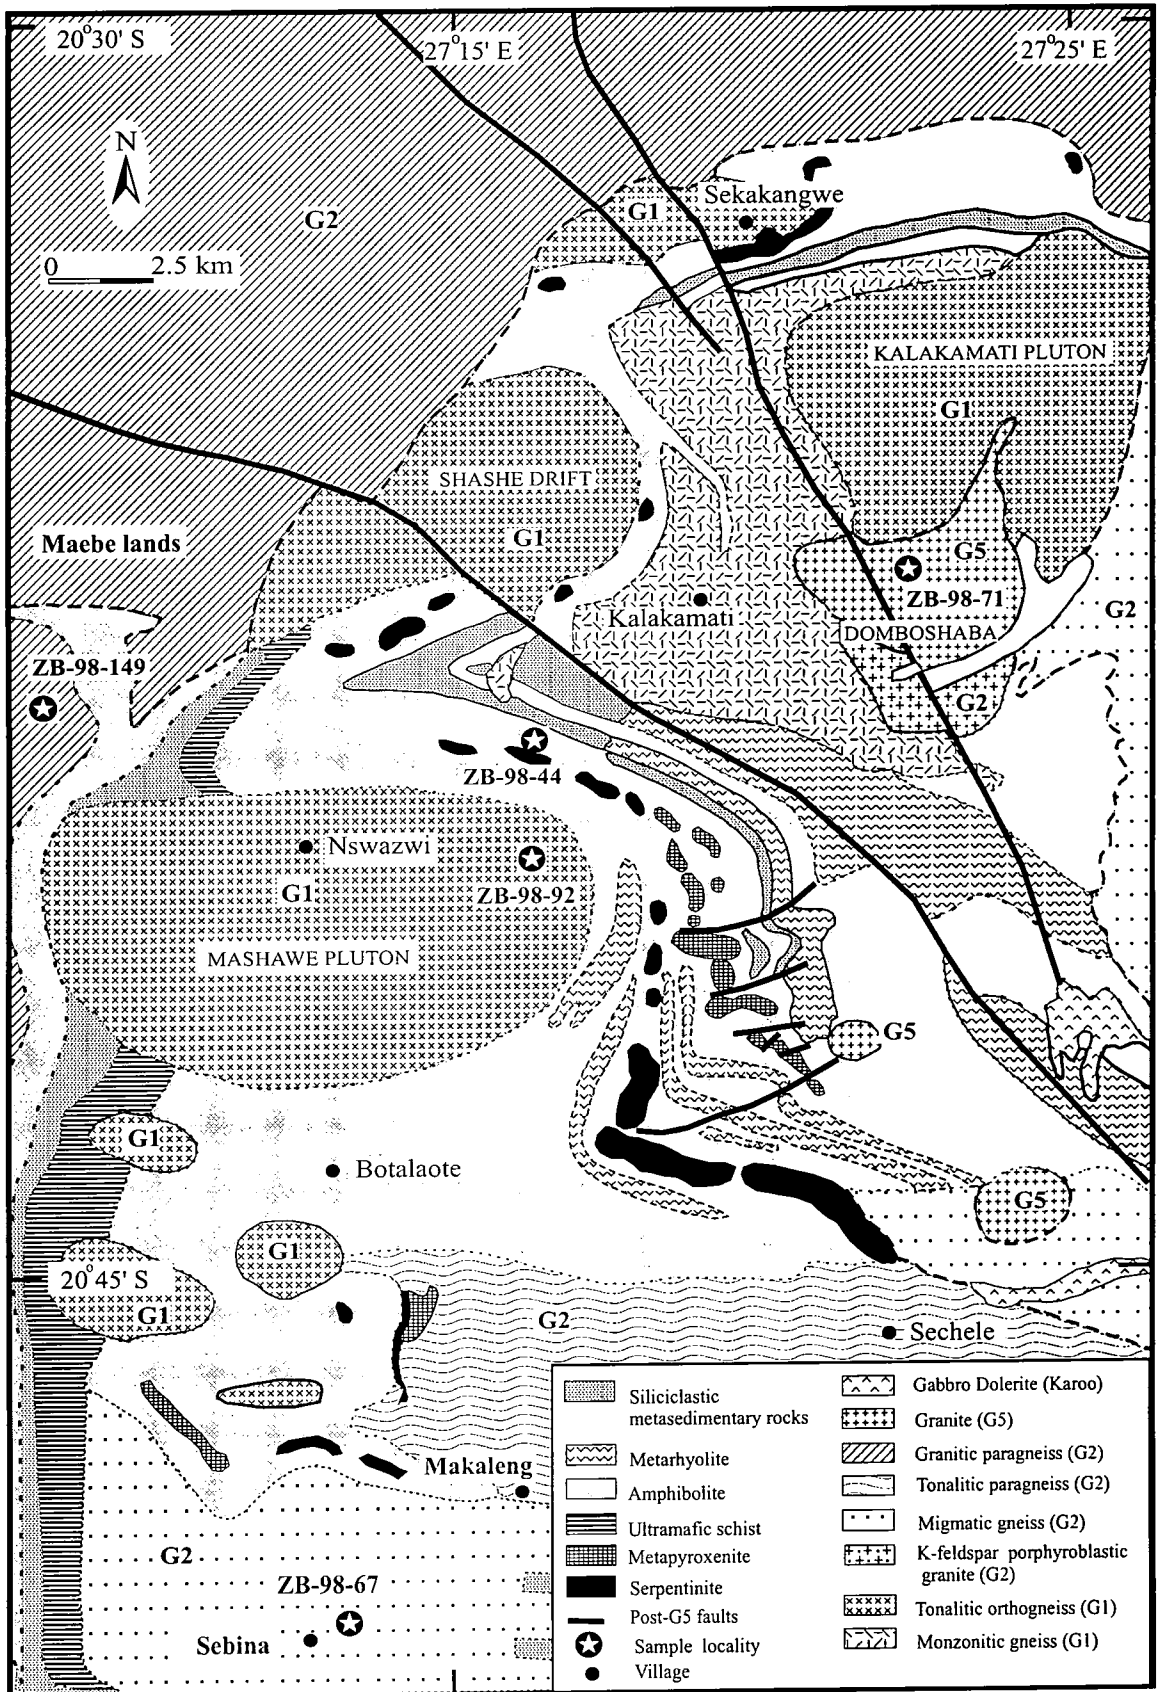 20°30' S
27°15' E
27°25' E
N
G2
0 2.5 km
G1
Sekakangwe
KALAKAMATI PLUTON
G1
SHASHE DRIFT
G1
Maebe lands
G5
ZB-98-71
G2
Kalakamati
DOMBOSHABA
ZB-98-149
G2
ZB-98-44
Nswazwi
G1
ZB-98-92
MASHAWE PLUTON
G5
G1
Botalaote
G5
G1
20°45' S
G1
G2
Sechele
Makaleng
G2
ZB-98-67
Sebina
Siliciclastic
metasedimentary rocks
Metarhyolite
Amphibolite
Ultramafic schist
Metapyroxenite
Serpentinite
Post-G5 faults
Sample locality
Village
Gabbro Dolerite (Karoo)
Granite (G5)
Granitic paragneiss (G2)
Tonalitic paragneiss (G2)
Migmatic gneiss (G2)
K-feldspar porphyroblastic
granite (G2)
Tonalitic orthogneiss (G1)
Monzonitic gneiss (G1)